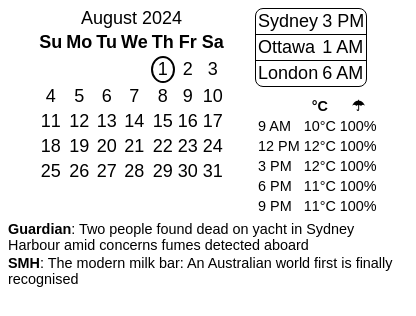 August 2024
Su Mo Tu We Th Fr Sa
1 2 3
4 5 6 7 8 9 10
11 12 13 14 15 16 17
18 19 20 21 22 23 24
25 26 27 28 29 30 31
Sydney 3 PM
Ottawa 1 AM
London 6 AM
°C ☂
9 AM 10°C 100%
12 PM 12°C 100%
3 PM 12°C 100%
6 PM 11°C 100%
9 PM 11°C 100%
Guardian: Two people found dead on yacht in Sydney
Harbour amid concerns fumes detected aboard
SMH: The modern milk bar: An Australian world first is finally
recognised